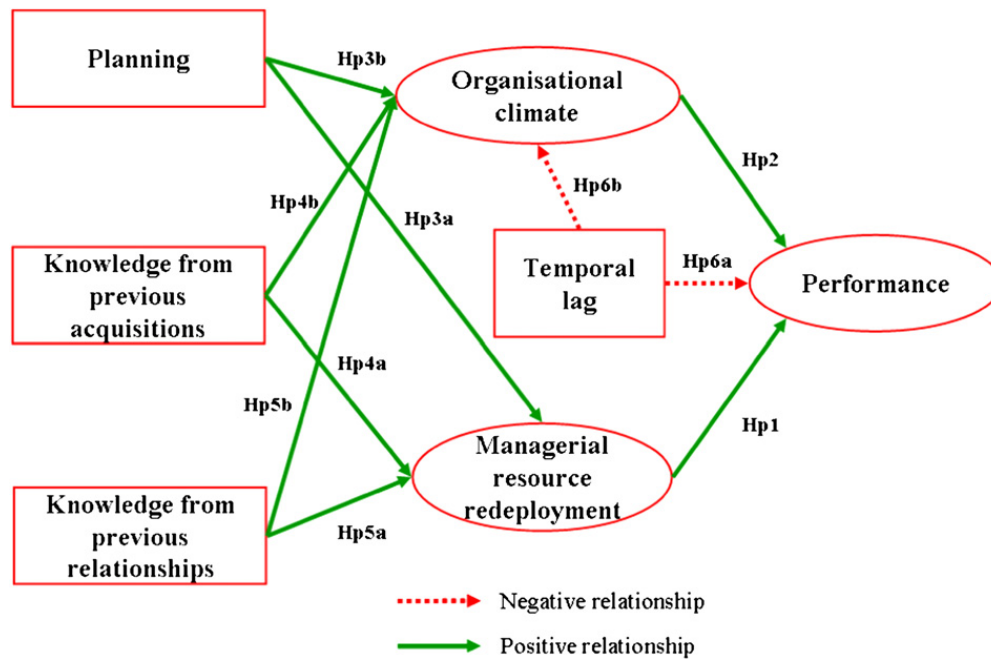 Planning
Hp3b
Organisational
climate
Hp2
Hp6b
Hp4b
Hp3a
Knowledge from
previous
acquisitions
Temporal
lag
Hp6a
Performance
Hp4a
Hp5b
Hp1
Managerial
resource
redeployment
Knowledge from
previous
relationships
Hp5a
Negative relationship
Positive relationship